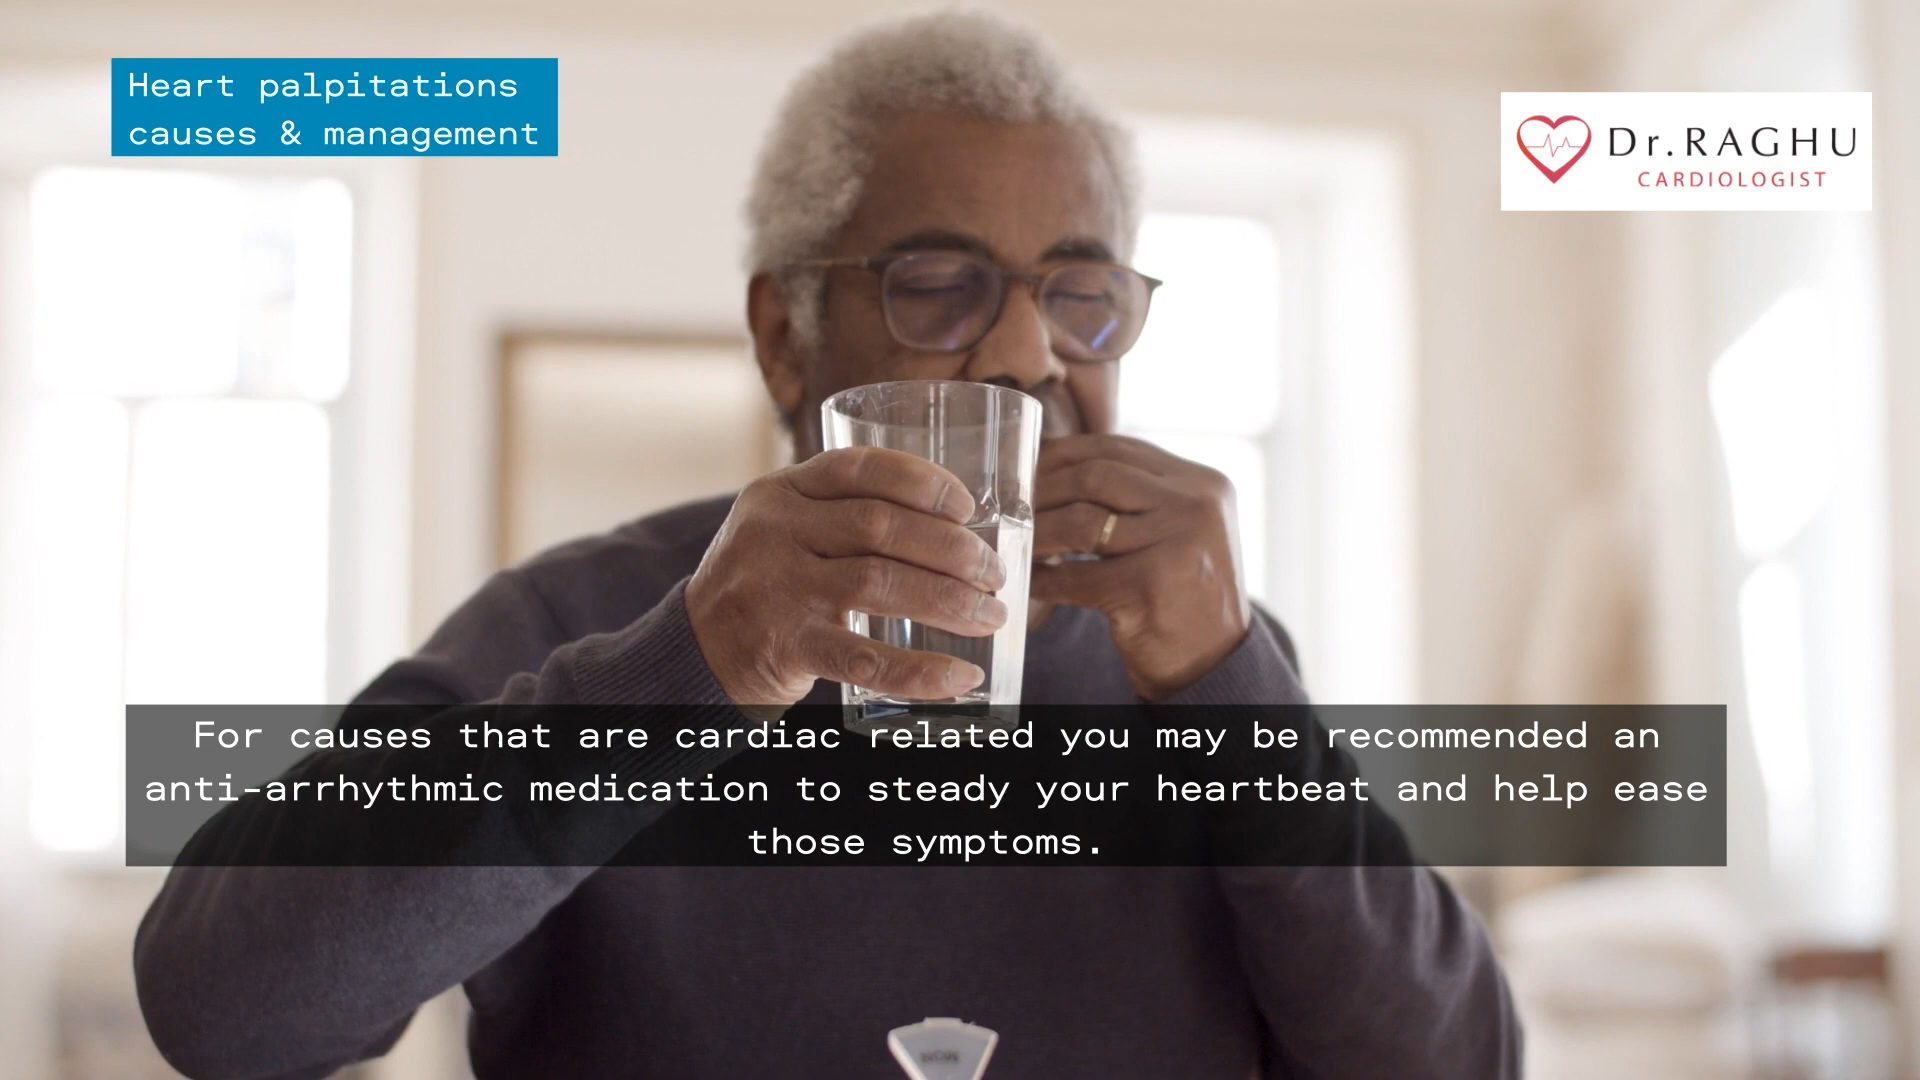 Heart palpitations
causes & management
Dr.RAGHU
CARDIOLOGIST
For causes that are cardiac related you may be recommended an
anti-arrhythmic medication to steady your heartbeat and help ease
those symptoms.